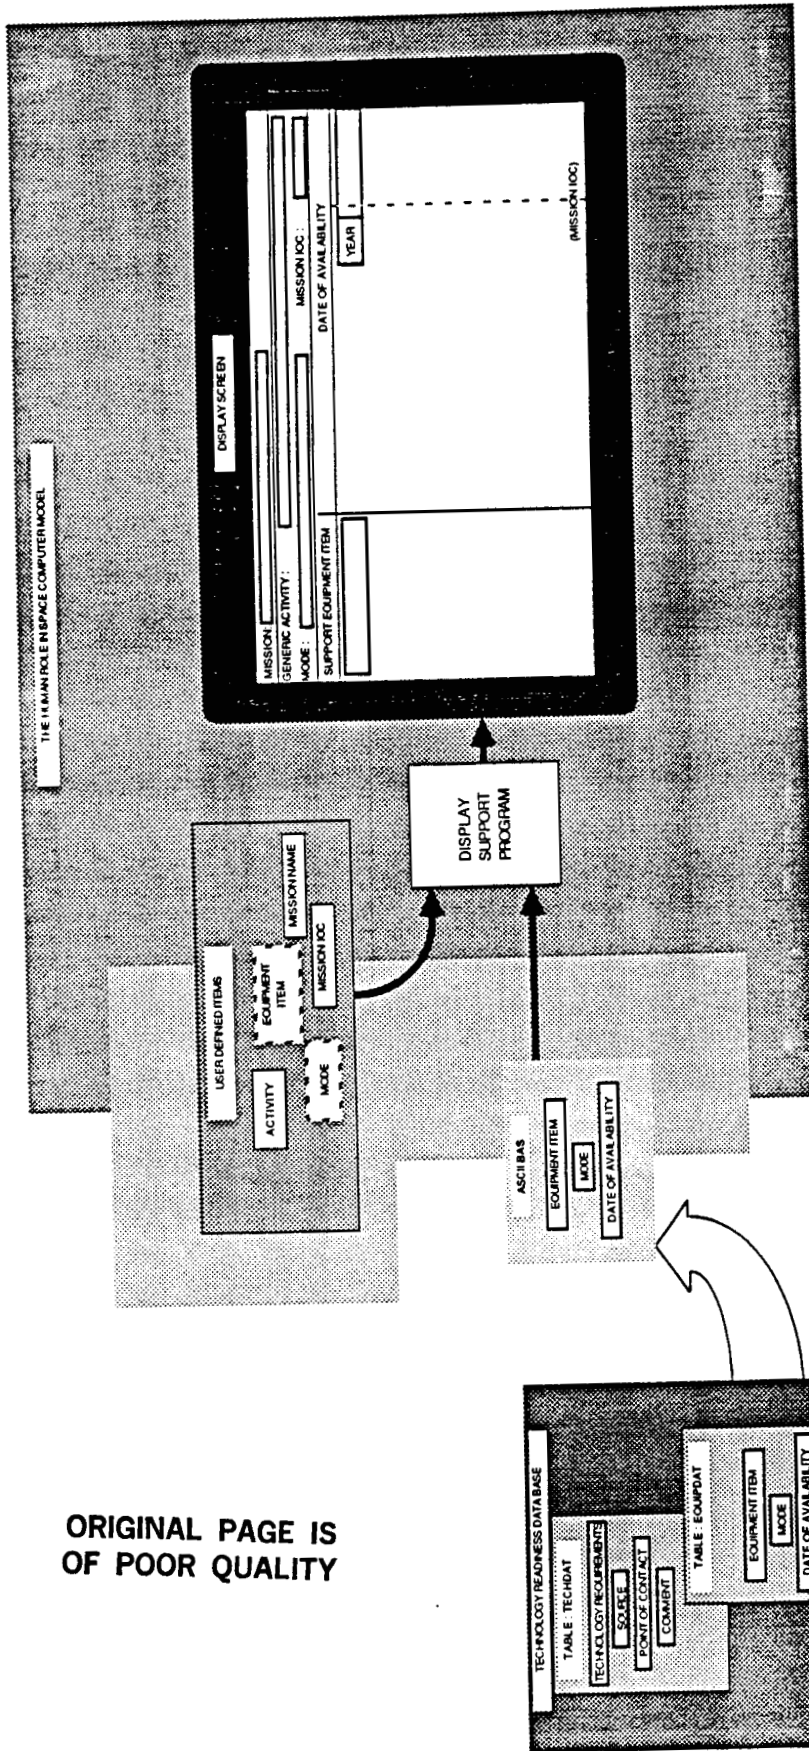 THE HUMAN ROLE IN SPACE COMPUTER MODEL
DISPLAY SCREEN
MISSION:
GENERIC ACTIVITY :
MODE :
MISSION IOC :
SUPPORT EQUIPMENT ITEM
DATE OF AVAILABILITY
YEAR
(MISSION IOC)
USER DEFINED ITEMS
ACTIVITY
EQUIPMENT
ITEM
MISSION NAME
MODE
MISSION IOC
DISPLAY
SUPPORT
PROGRAM
ASCII BAS
EQUIPMENT ITEM
MODE
DATE OF AVAILABILITY
TECHNOLOGY READINESS DATA BASE
TABLE : TECHDAT
TECHNOLOGY REQUIREMENTS
SOURCE
POINT OF CONTACT
COMMENT
TABLE : EQUIPDAT
EQUIPMENT ITEM
MODE
DATE OF AVAILABILITY
ORIGINAL PAGE IS
OF POOR QUALITY